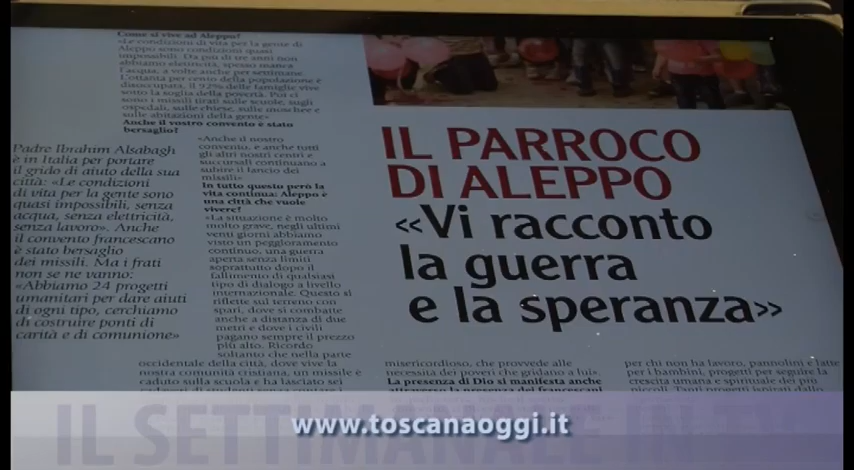 Come si vive ad Aleppo?
«Le condizioni di vita per la gente di
Aleppo sono condizioni quasi
impossibili. Da più di tre anni non
abbiamo elettricità, spesso manca
l'acqua, a volte anche per settimane.
L'ottanta per cento della popolazione è
disoccupata, il 92% delle famiglie vive
sotto la soglia della povertà. Poi ci
sono i missili tirati sulle scuole, sugli
ospedali, sulle chiese, sulle moschee e
sulle abitazioni della gente»
Anche il vostro convento è stato
bersaglio?
«Anche il nostro
convento, e anche tutti
gli altri nostri centri e
succursali continuano a
subire il lancio dei
missili»
In tutto questo però la
vita continua: Aleppo è
una città che vuole
vivere?
«La situazione è molto
molto grave, negli ultimi
venti giorni abbiamo
visto un peggioramento
continuo, una guerra
aperta senza limiti
soprattutto dopo il
fallimento di qualsiasi
tipo di dialogo a livello
internazionale. Questo si
riflette sul terreno con
spari, dove si combatte
anche a distanza di due
metri e dove i civili
pagano sempre il prezzo
più alto. Ricordo
soltanto che nella parte
occidentale della città, dove vive la
nostra comunità cristiana, un missile è
caduto sulla scuola e ha lasciato sei
Padre Ibrahim Alsabagh
è in Italia per portare
il grido di aiuto della sua
città: «Le condizioni
di vita per la gente sono
quasi impossibili, senza
acqua, senza elettricità,
senza lavoro». Anche
il convento francescano
è stato bersaglio
dei missili. Ma i frati
non se ne vanno:
«Abbiamo 24 progetti
umanitari per dare aiuti
di ogni tipo, cerchiamo
di costruire ponti di
carità e di comunione»
IL PARROCO
DI ALEPPO
«Vi racconto
la guerra
e la speranza»
misericordioso, che provvede alle
necessità dei poveri che gridano a lui».
La presenza di Dio si manifesta anche
per chi non ha lavoro, pannolini e latte
per i bambini, progetti per seguire la
crescita umana e spirituale dei più
www.toscanaoggi.it
IL SETTIMANALE IN TV